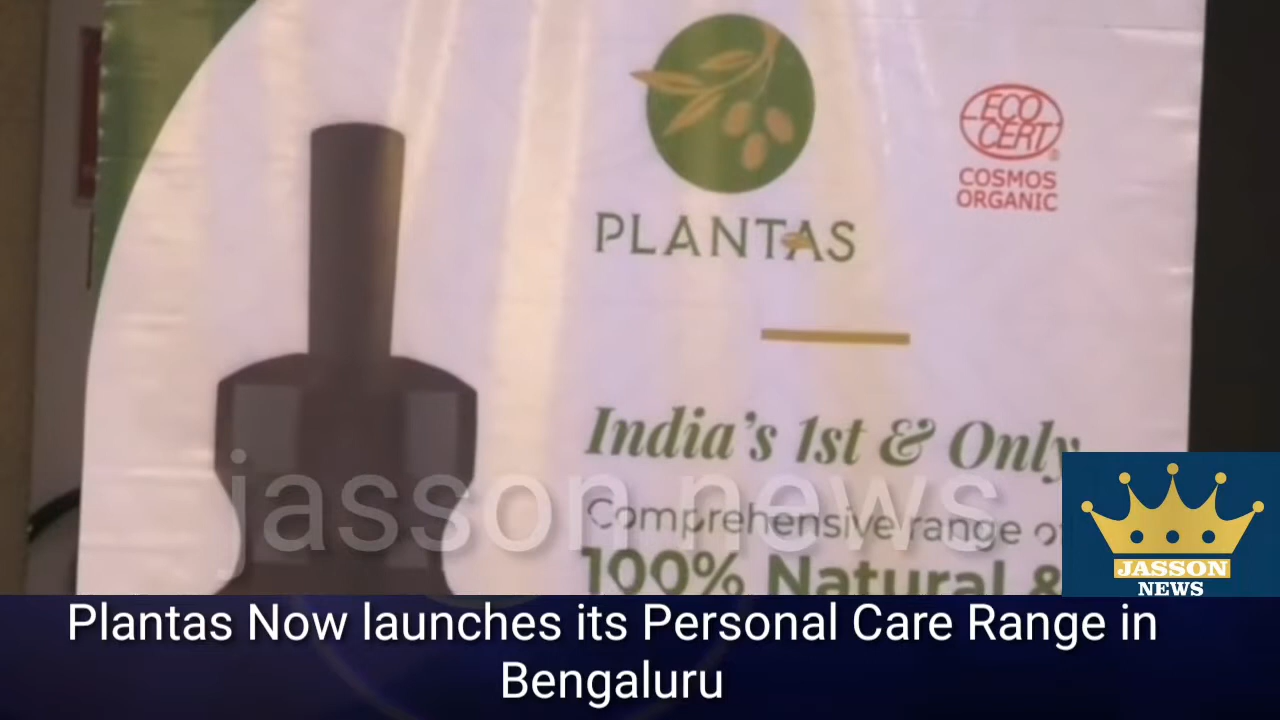 PLANTAS
ECO
CERT
®
COSMOS
ORGANIC
India's 1st & Only
Comprehensive range
100% Natural &
jasson news
JASSON
NEWS
Plantas Now launches its Personal Care Range in
Bengaluru